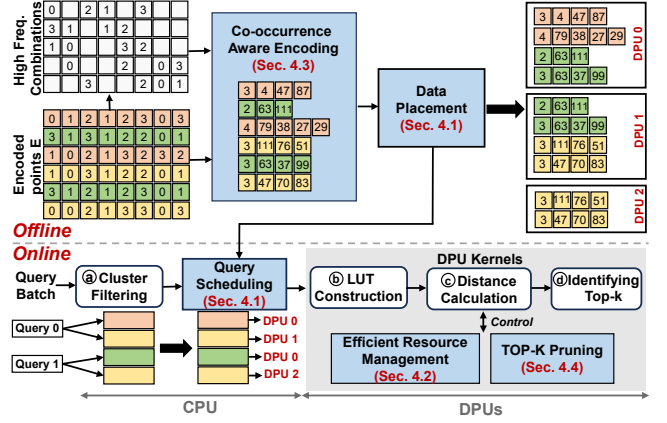 High Freq.
Combinations
0 2 1 3
3 1 1 2
1 0 2 2 0
2 0 3
3 2 0 1
Encoded
points E
0 0 2 1 2 3 0 3
3 1 3 1 2 2 0 1
1 0 2 1 3 2 3 2
0 1 0 3 1 2 0 3
3 1 0 2 1 2 0 1
0 0 2 1 3 3 0 3
Co-occurrence
Aware Encoding
(Sec. 4.3)
3 4 47 87
2 63 111
4 79 38 27 29
3 111 76 51
3 63 37 99
3 47 70 83
Data
Placement
(Sec. 4.1)
3 4 47 87
4 79 38 27 29
2 63 111
3 63 37 99
DPU 0
2 63 111
3 63 37 99
3 111 76 51
3 47 70 83
DPU 1
3 111 76 51
3 47 70 83
DPU 2
Offline
Online
Query
Batch
a Cluster
Filtering
Query
Scheduling
(Sec. 4.1)
DPU Kernels
b LUT
Construction
c Distance
Calculation
d Identifying
Top-k
Control
Efficient Resource
Management
(Sec. 4.2)
TOP-K Pruning
(Sec. 4.4)
Query 0
Query 1
DPU 0
DPU 1
DPU 0
DPU 2
CPU
DPUs